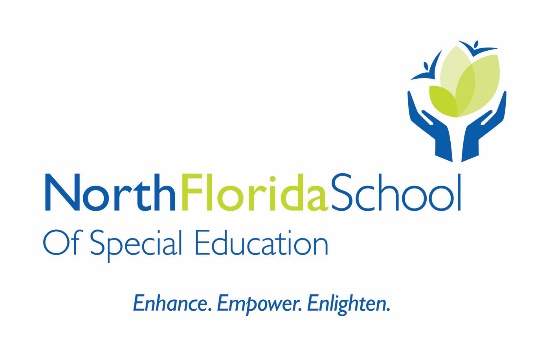 NorthFloridaSchool
Of Special Education
Enhance. Empower. Enlighten.